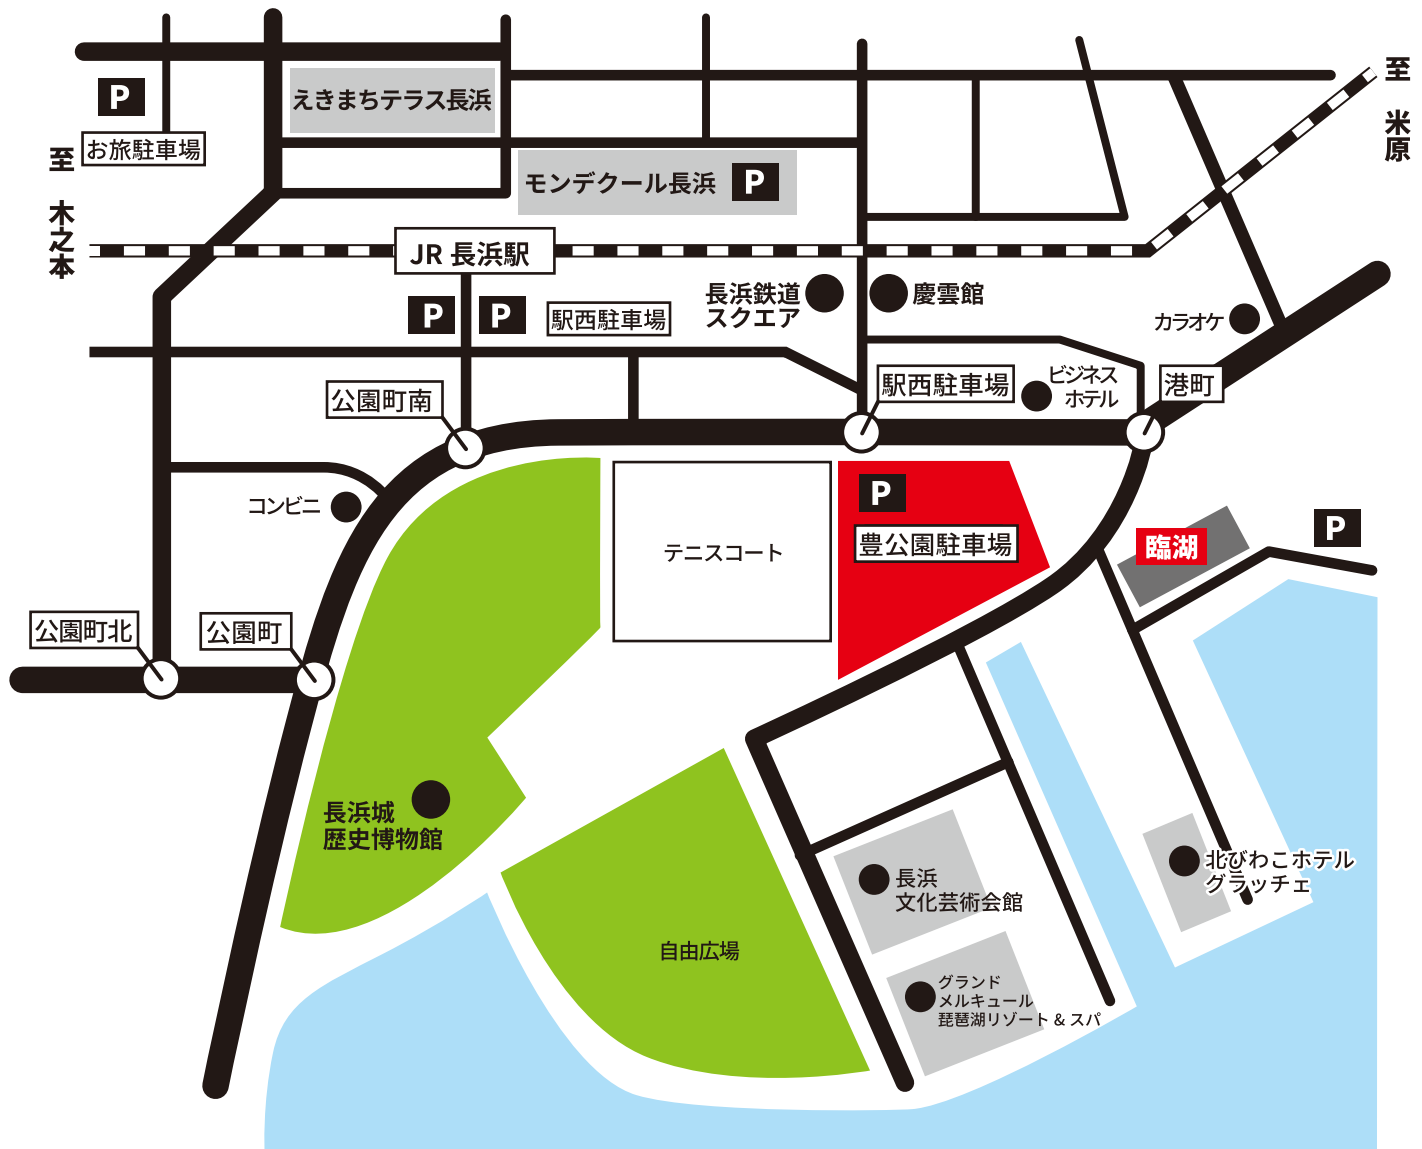 至 米原
P
えきまちテラス長浜
お旅駐車場
至 木之本
モンデクール長浜
P
JR 長浜駅
長浜鉄道
スクエア
慶雲館
P
P
駅西駐車場
カラオケ
公園町南
駅西駐車場
ビジネス
ホテル
港町
コンビニ
P
豊公園駐車場
テニスコート
臨湖
P
公園町北
公園町
長浜城
歴史博物館
北びわこホテル
グラッチェ
長浜
文化芸術会館
自由広場
グランド
メルキュール
琵琶湖リゾート & スパ